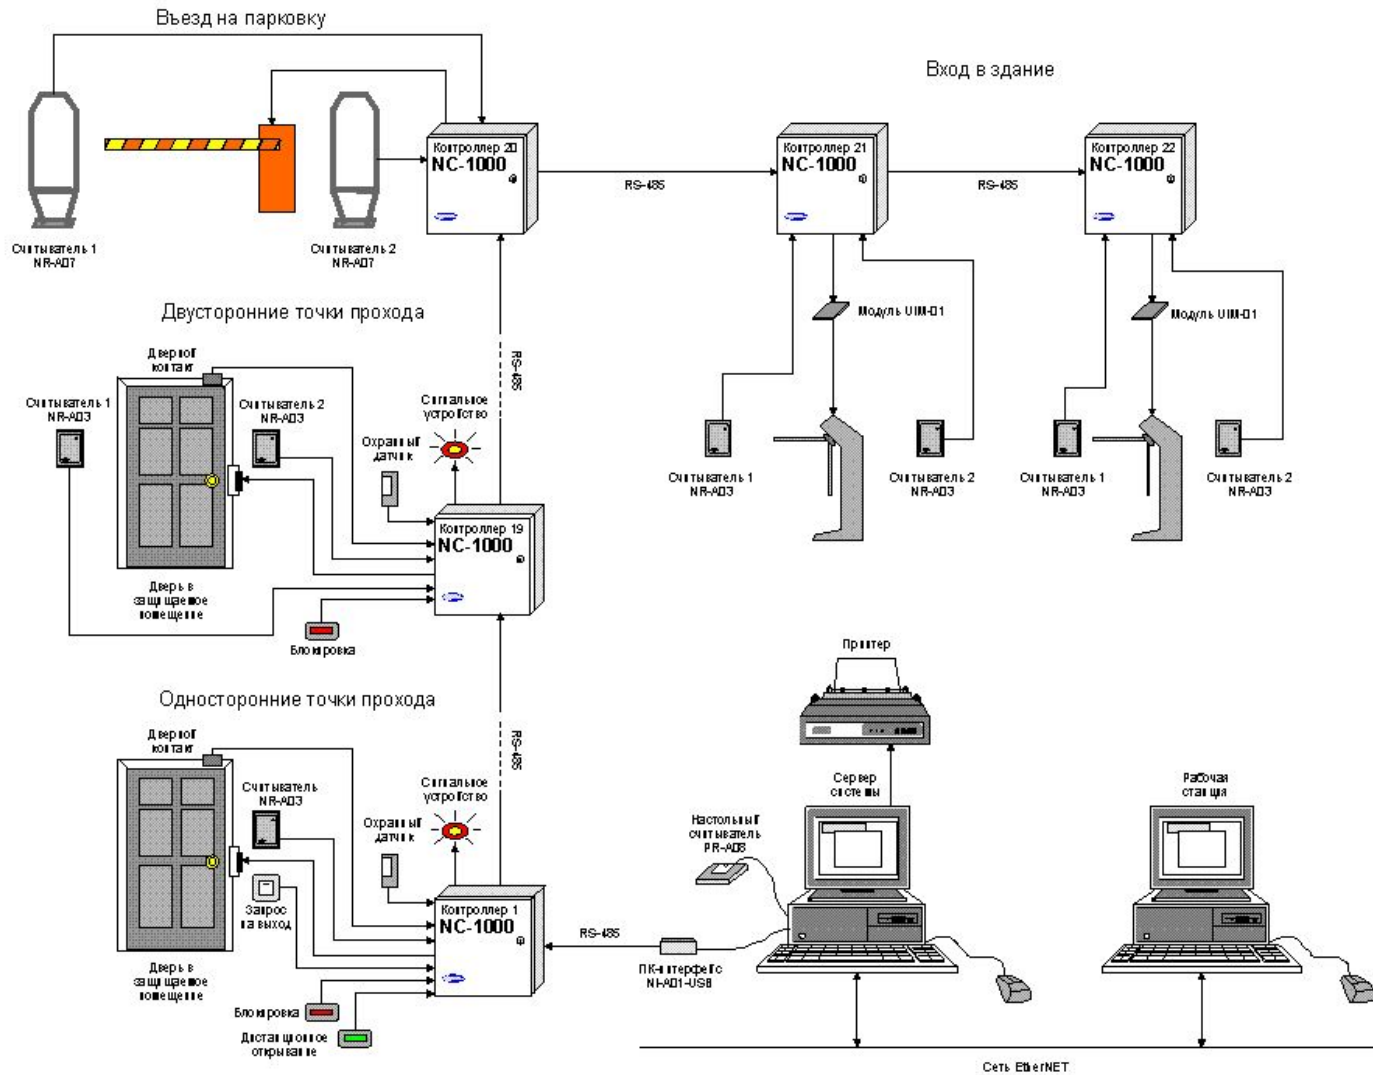 Въезд на парковку
Вход в здание
Контроллер 20
NC-1000
Контроллер 21
NC-1000
Контроллер 22
NC-1000
RS-485
RS-485
Считыватель 1
NR-A07
Считыватель 2
NR-A07
Двусторонние точки прохода
Модуль UIM-01
Модуль UIM-01
RS-485
Дверной
контакт
Считыватель 1
NR-A03
Считыватель 2
NR-A03
Сигнальное
устройство
Охранный
датчик
Считыватель 1
NR-A03
Считыватель 2
NR-A03
Считыватель 1
NR-A03
Считыватель 2
NR-A03
Контроллер 19
NC-1000
Дверь в
защищаемое
помещение
Блокировка
Принтер
Односторонние точки прохода
RS-485
Дверной
контакт
Считыватель
NR-A03
Сигнальное
устройство
Охранный
датчик
Сервер
системы
Рабочая
станция
Настольный
считыватель
PR-A08
Запрос
на выход
Контроллер 1
NC-1000
RS-485
ПК-интерфейс
NI-A01-USB
Дверь в
защищаемое
помещение
Блокировка
Дистанционное
открывание
Сеть EtherNET